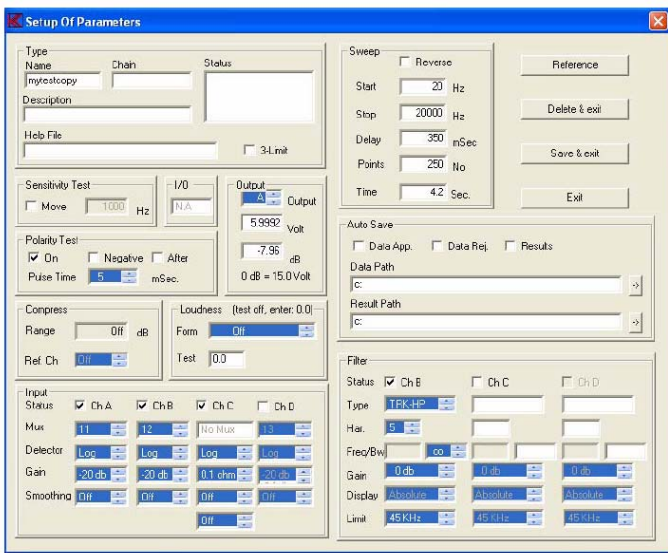 Setup Of Parameters
Type
Name Chain Status
mytestcopy
Description
Help File
3-Limit
Sweep
Reverse
Start 20 Hz
Stop 20000 Hz
Delay 350 mSec
Points 250 No
Time 4.2 Sec.
Reference
Delete & exit
Save & exit
Exit
Sensitivity Test
Move 1000 Hz
I/O
N.A
Output
A Output
5.9992 Volt
-7.96 dB
0 dB = 15.0 Volt
Polarity Test
On Negative After
Pulse Time 5 mSec.
Auto Save
Data App. Data Rej. Results
Data Path
c:
->
Result Path
c:
->
Compress
Range Off dB
Ref. Ch Off
Loudness (test off, enter: 0.0)
Form Off
Test 0.0
Input
Status Ch A Ch B Ch C Ch D
Mux 11 12 No Mux 13
Detector Log Log Log Log
Gain -20 db -20 db 0.1 ohm -20 db
Smoothing Off Off Off Off
Off
Filter
Status Ch B Ch C Ch D
Type TRK-HP
Har. 5
Freq/Bw ∞
Gain 0 db 0 db 0 db
Display Absolute Absolute Absolute
Limit 45 KHz 45 KHz 45 KHz